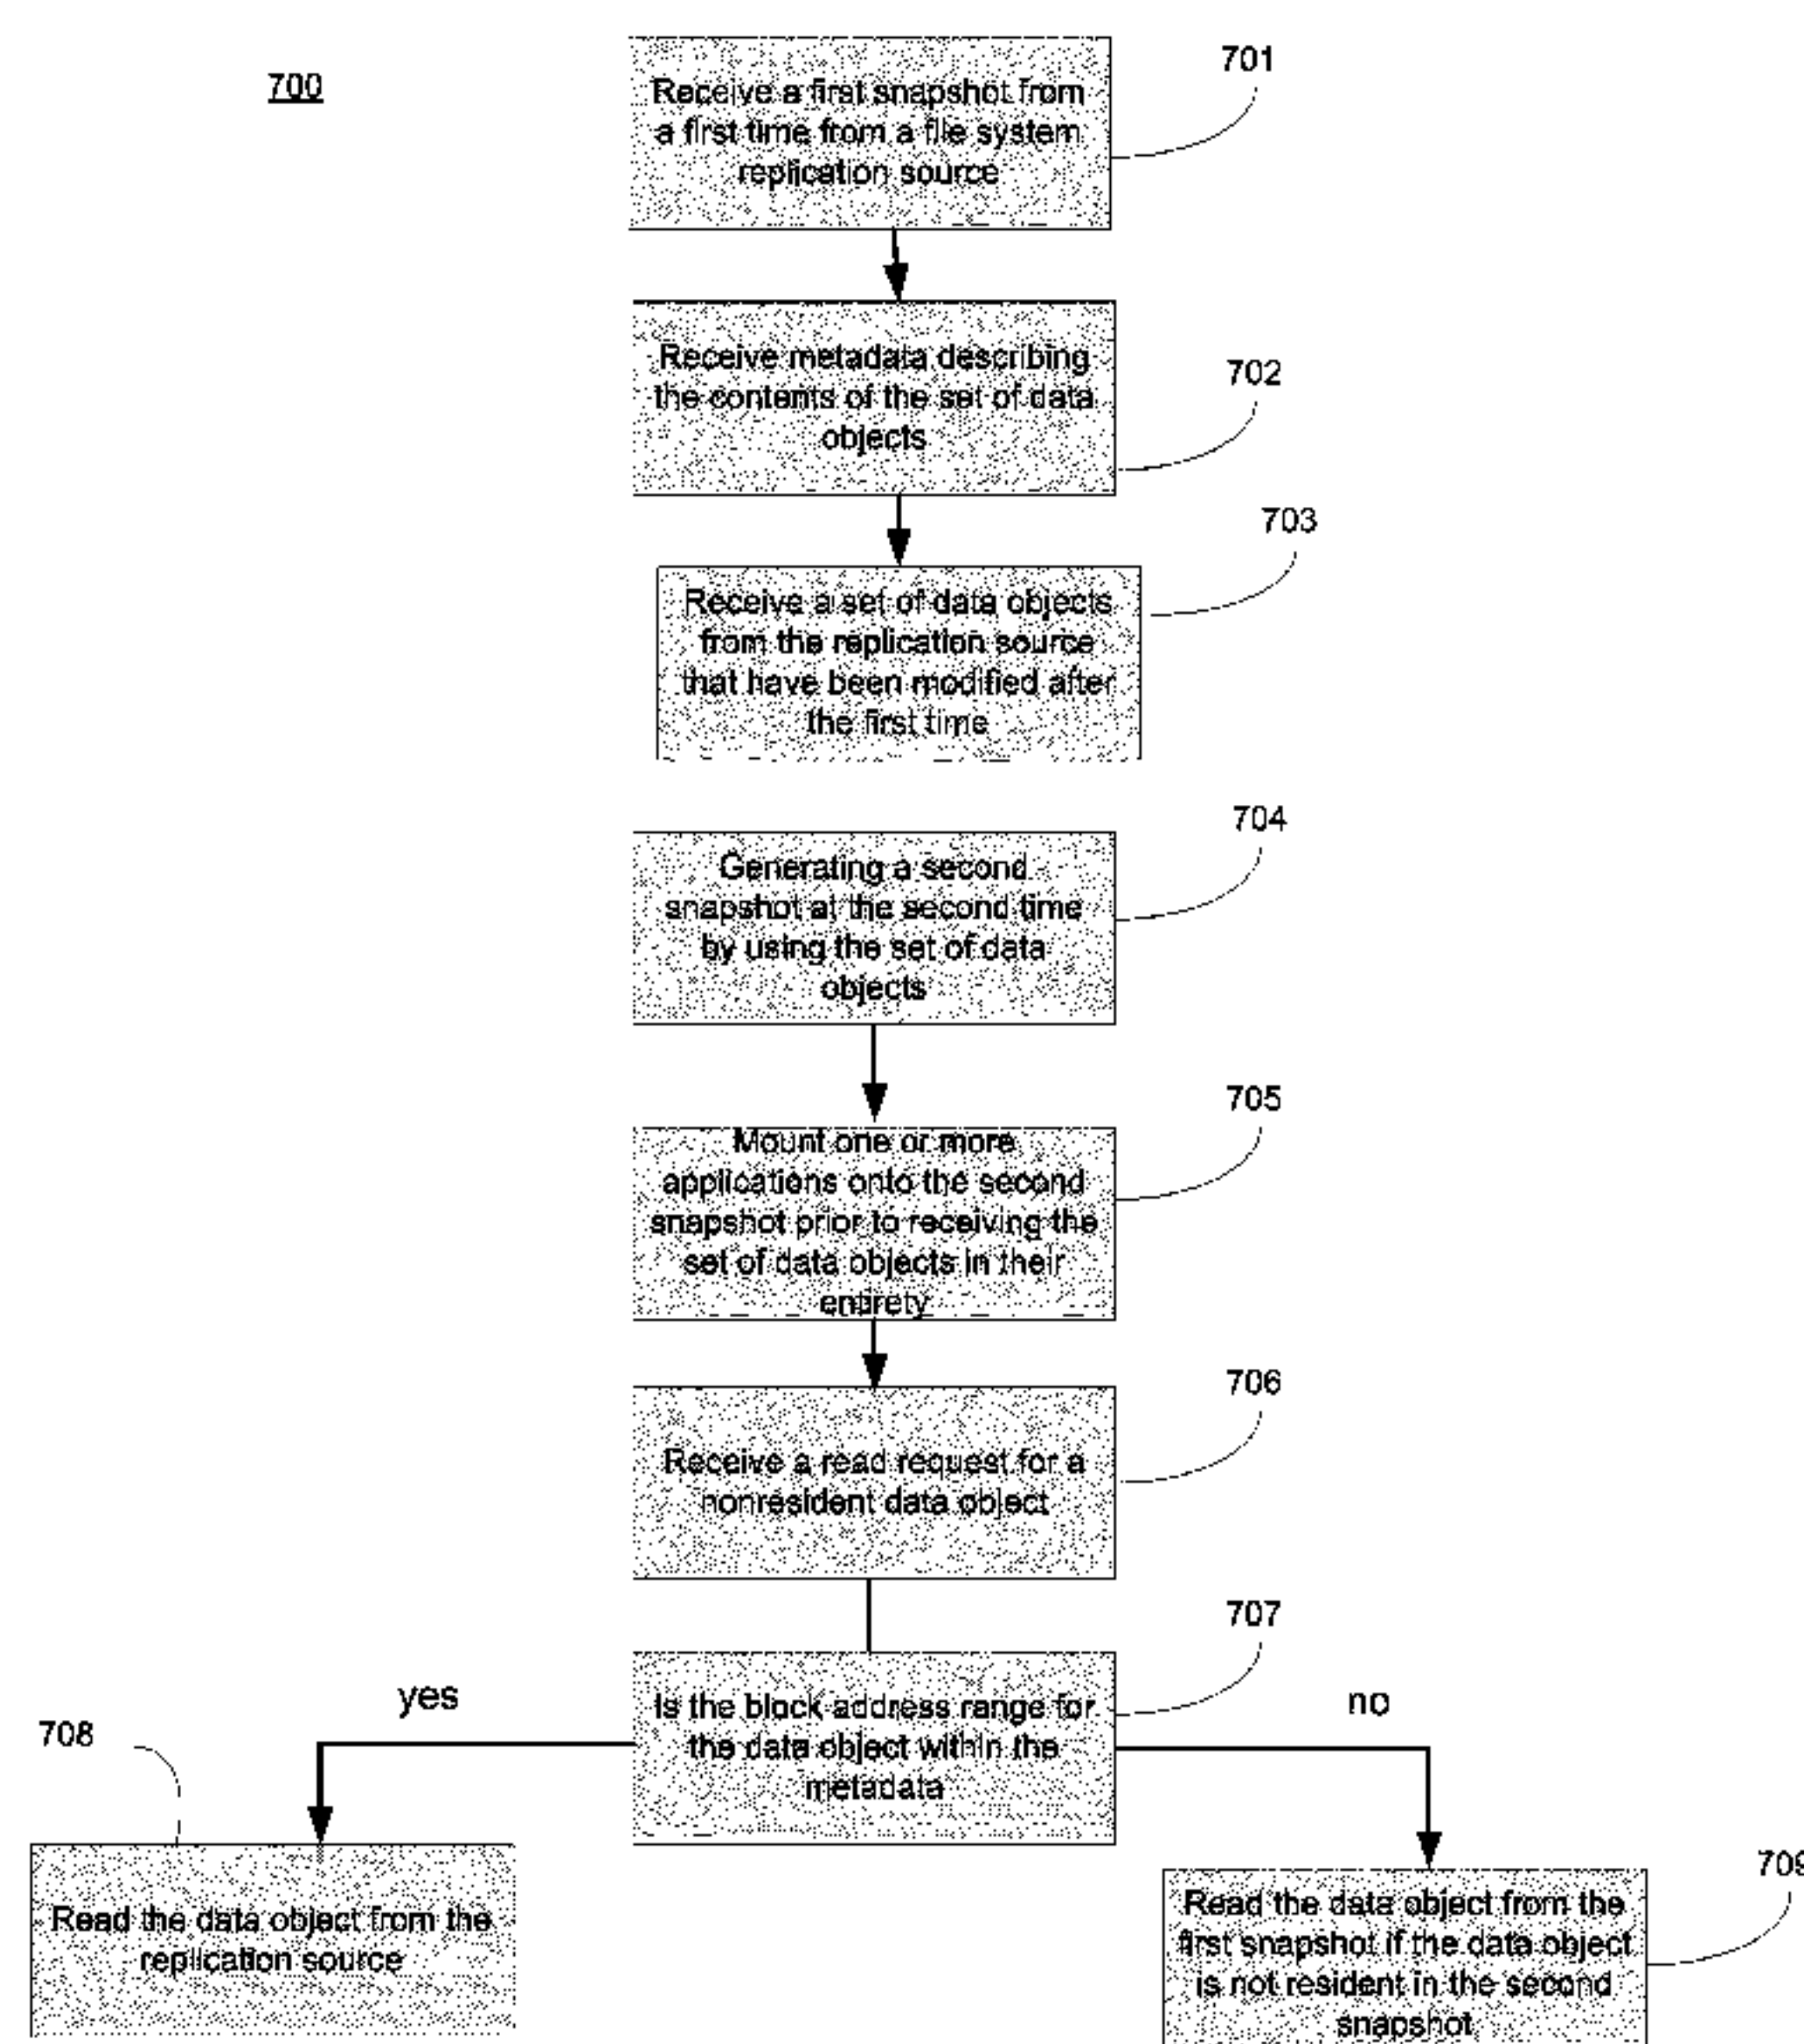 700
701
Receive a first snapshot from
a first time from a file system
replication source
702
Receive metadata describing
the contents of the set of data
objects
703
Receive a set of data objects
from the replication source
that have been modified after
the first time
704
Generating a second
snapshot at the second time
by using the set of data
objects
705
Mount one or more
applications onto the second
snapshot prior to receiving the
set of data objects in their
entirety
706
Receive a read request for a
nonresident data object
707
Is the block address range for
the data object within the
metadata
yes
no
708
Read the data object from the
replication source
709
Read the data object from the
first snapshot if the data object
is not resident in the second
snapshot